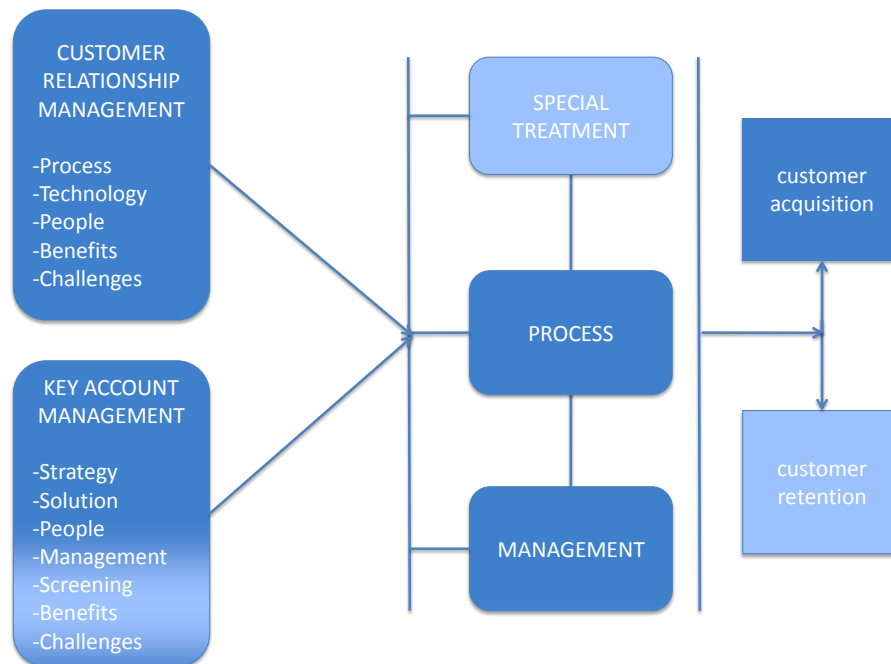 CUSTOMER
RELATIONSHIP
MANAGEMENT
-Process
-Technology
-People
-Benefits
-Challenges
KEY ACCOUNT
MANAGEMENT
-Strategy
-Solution
-People
-Management
-Screening
-Benefits
-Challenges
SPECIAL
TREATMENT
PROCESS
MANAGEMENT
customer
acquisition
customer
retention